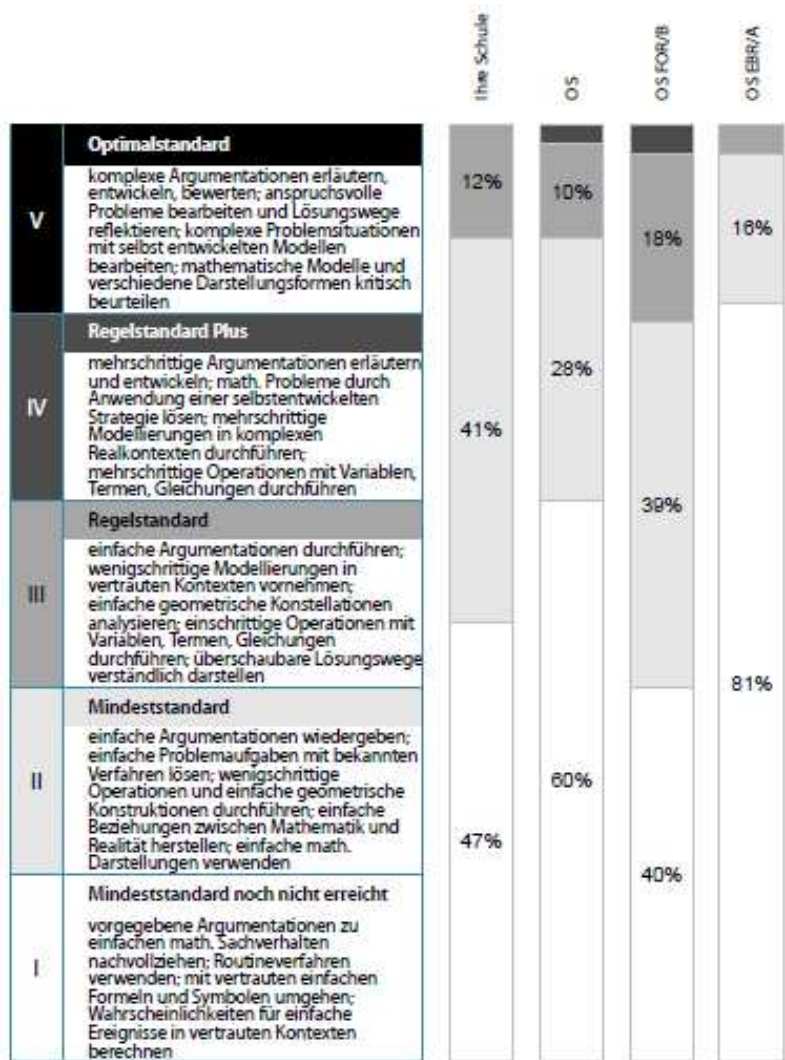 Ihre Schule
OS
OS FOR/B
OS EBR/A
V
Optimalstandard
komplexe Argumentationen erläutern,
entwickeln, bewerten; anspruchsvolle
Probleme bearbeiten und Lösungswege
reflektieren; komplexe Problemsituationen
mit selbst entwickelten Modellen
bearbeiten; mathematische Modelle und
verschiedene Darstellungsformen kritisch
beurteilen
IV
Regelstandard Plus
mehrschrittige Argumentationen erläutern
und entwickeln; math. Probleme durch
Anwendung einer selbstentwickelten
Strategie lösen; mehrschrittige
Modellierungen in komplexen
Realkontexten durchführen;
mehrschrittige Operationen mit Variablen,
Termen, Gleichungen durchführen
III
Regelstandard
einfache Argumentationen durchführen;
wenigschrittige Modellierungen in
vertrauten Kontexten vornehmen;
einfache geometrische Konstellationen
analysieren; einschrittige Operationen mit
Variablen, Termen, Gleichungen
durchführen; überschaubare Lösungswege
verständlich darstellen
II
Mindeststandard
einfache Argumentationen wiedergeben;
einfache Problemaufgaben mit bekannten
Verfahren lösen; wenigschrittige
Operationen und einfache geometrische
Konstruktionen durchführen; einfache
Beziehungen zwischen Mathematik und
Realität herstellen; einfache math.
Darstellungen verwenden
I
Mindeststandard noch nicht erreicht
vorgegebene Argumentationen zu
einfachen math. Sachverhalten
nachvollziehen; Routineverfahren
verwenden; mit vertrauten einfachen
Formeln und Symbolen umgehen;
Wahrscheinlichkeiten für einfache
Ereignisse in vertrauten Kontexten
berechnen
12%
41%
47%
10%
28%
60%
18%
39%
40%
16%
81%